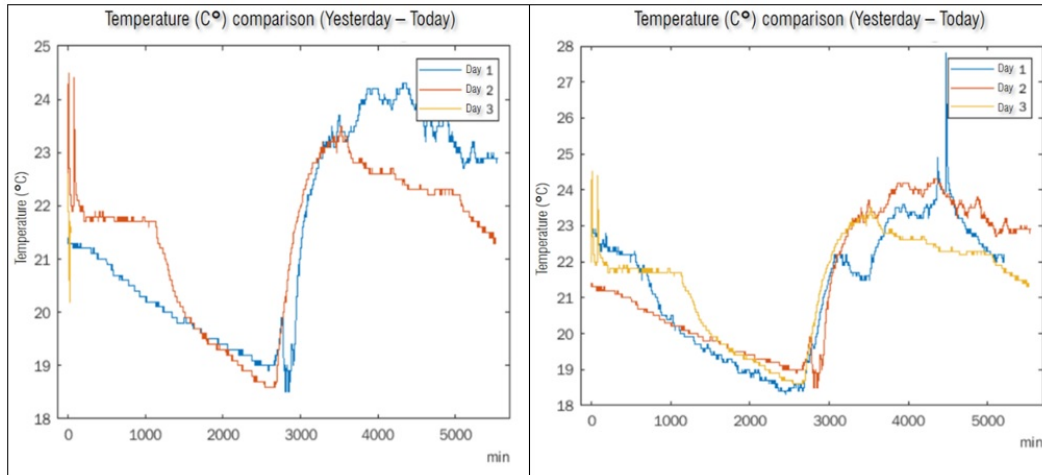 Temperature (C°) comparison (Yesterday – Today)
25
24
23
22
21
20
19
18
Temperature (°C)
0
1000
2000
3000
4000
5000
min
Day 1
Day 2
Day 3
Temperature (C°) comparison (Yesterday – Today)
28
27
26
25
24
23
22
21
20
19
18
Temperature (°C)
0
1000
2000
3000
4000
5000
min
Day 1
Day 2
Day 3